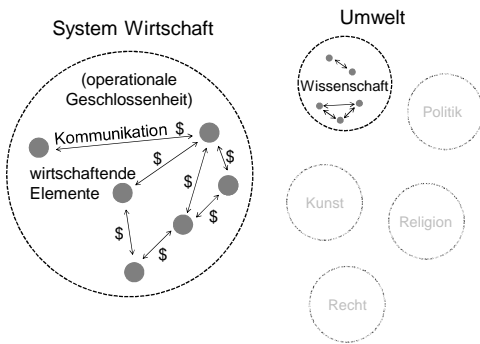 System Wirtschaft
Umwelt
(operationale
Geschlossenheit)
Kommunikation $
wirtschaftende
Elemente
$
$
$
$
$
$
Wissenschaft
Politik
Kunst
Religion
Recht